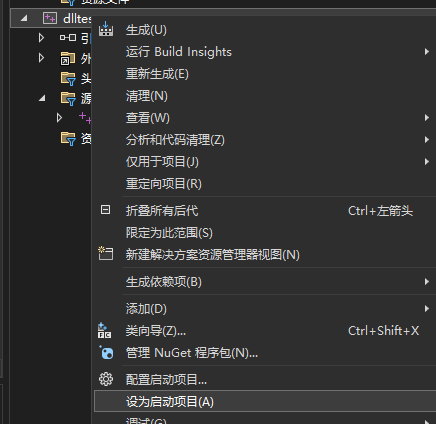 资源文件
dlltes
生成(U)
引
运行 Build Insights
外
重新生成(E)
头
清理(N)
源
查看(W)
分析和代码清理(Z)
资
仅用于项目(J)
重定向项目(R)
折叠所有后代 Ctrl+左箭头
限定为此范围(S)
新建解决方案资源管理器视图(N)
生成依赖项(B)
添加(D)
类向导(Z)... Ctrl+Shift+X
管理 NuGet 程序包(N)...
配置启动项目...
设为启动项目(A)
调试(G)